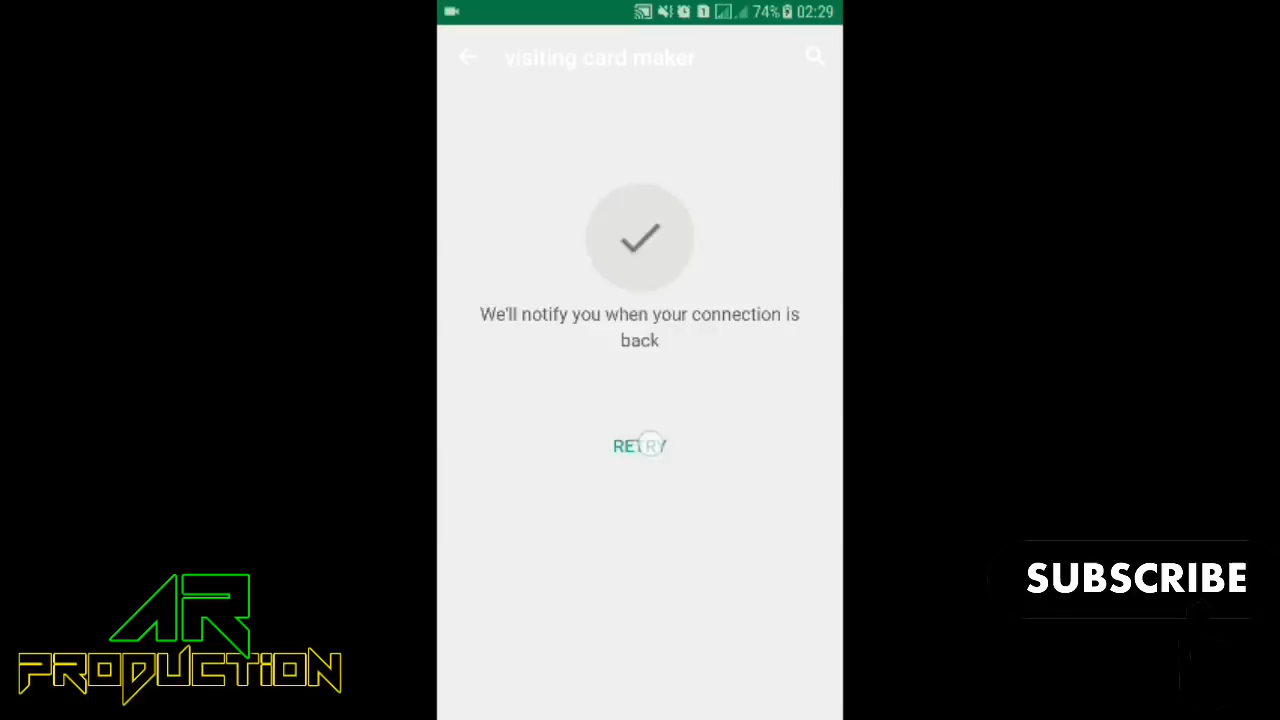 74% 02:29
visiting card maker
We'll notify you when your connection is
back
RETRY
SUBSCRIBE
AR
PRODUCTION